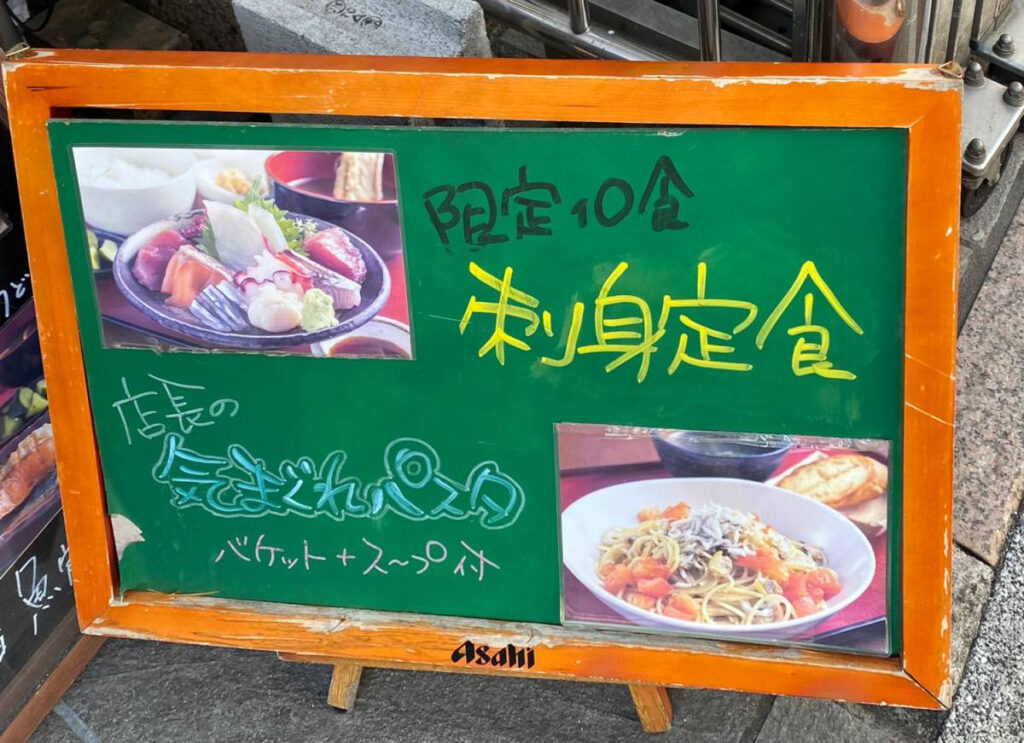 限定10食
刺身定食
店長の
気まぐれパスタ
バケット+スープ付
Asahi